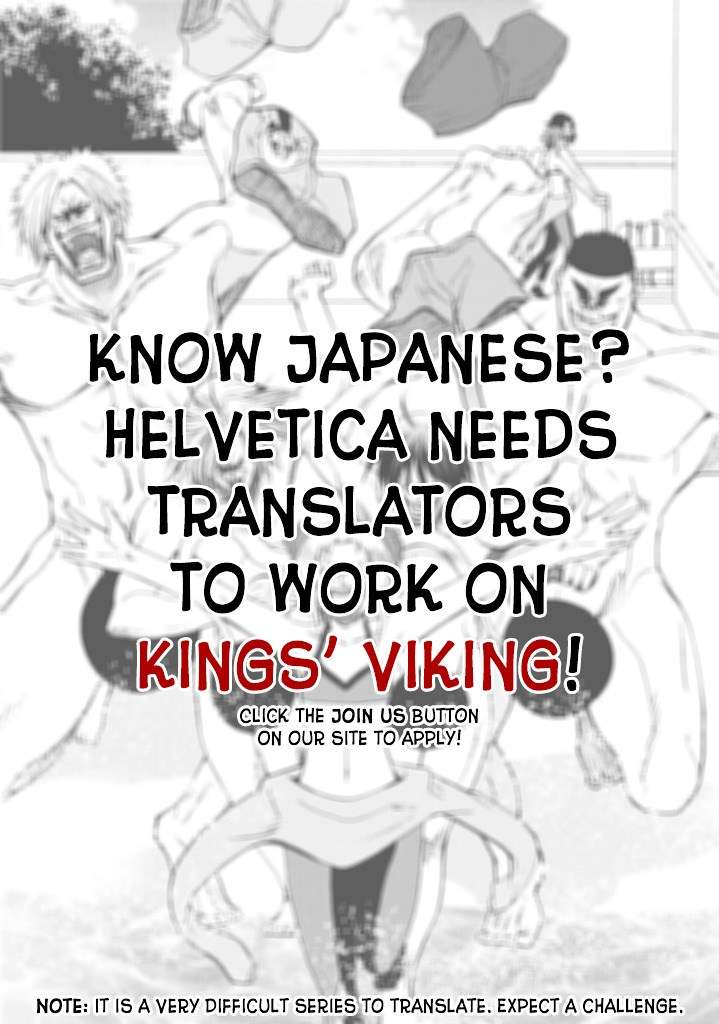 KNOW JAPANESE?
HELVETICA NEEDS
TRANSLATORS
TO WORK ON
KINGS' VIKING!
CLICK THE JOIN US BUTTON
ON OUR SITE TO APPLY!
NOTE: IT IS A VERY DIFFICULT SERIES TO TRANSLATE. EXPECT A CHALLENGE.